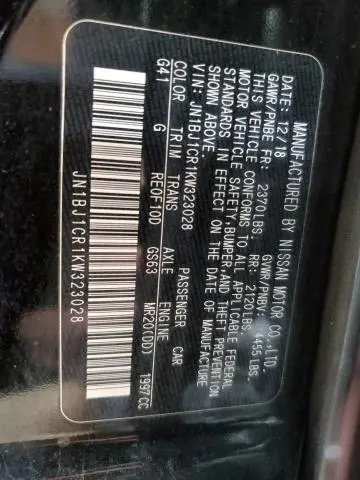 MANUFACTURED BY NISSAN MOTOR CO.,LTD.
12/18 GVWR/PNBV: 4455LBS.
GAWR/PNBE FR: 2370LBS. RR: 2120LBS.
THIS VEHICLE CONFORMS TO ALL APPLICABLE FEDERAL
MOTOR VEHICLE SAFETY,BUMPER,AND THEFT PREVENTION
STANDARDS IN EFFECT ON THE DATE OF MANUFACTURE
SHOWN ABOVE.
VIN: JN1BJ1CR1KW323028 PASSENGER CAR
COLOR TRIM TRANS AXLE ENGINE
G41 G RE0F10D GS63 MR20(DD) 1997CC
JN1BJ1CR1KW323028